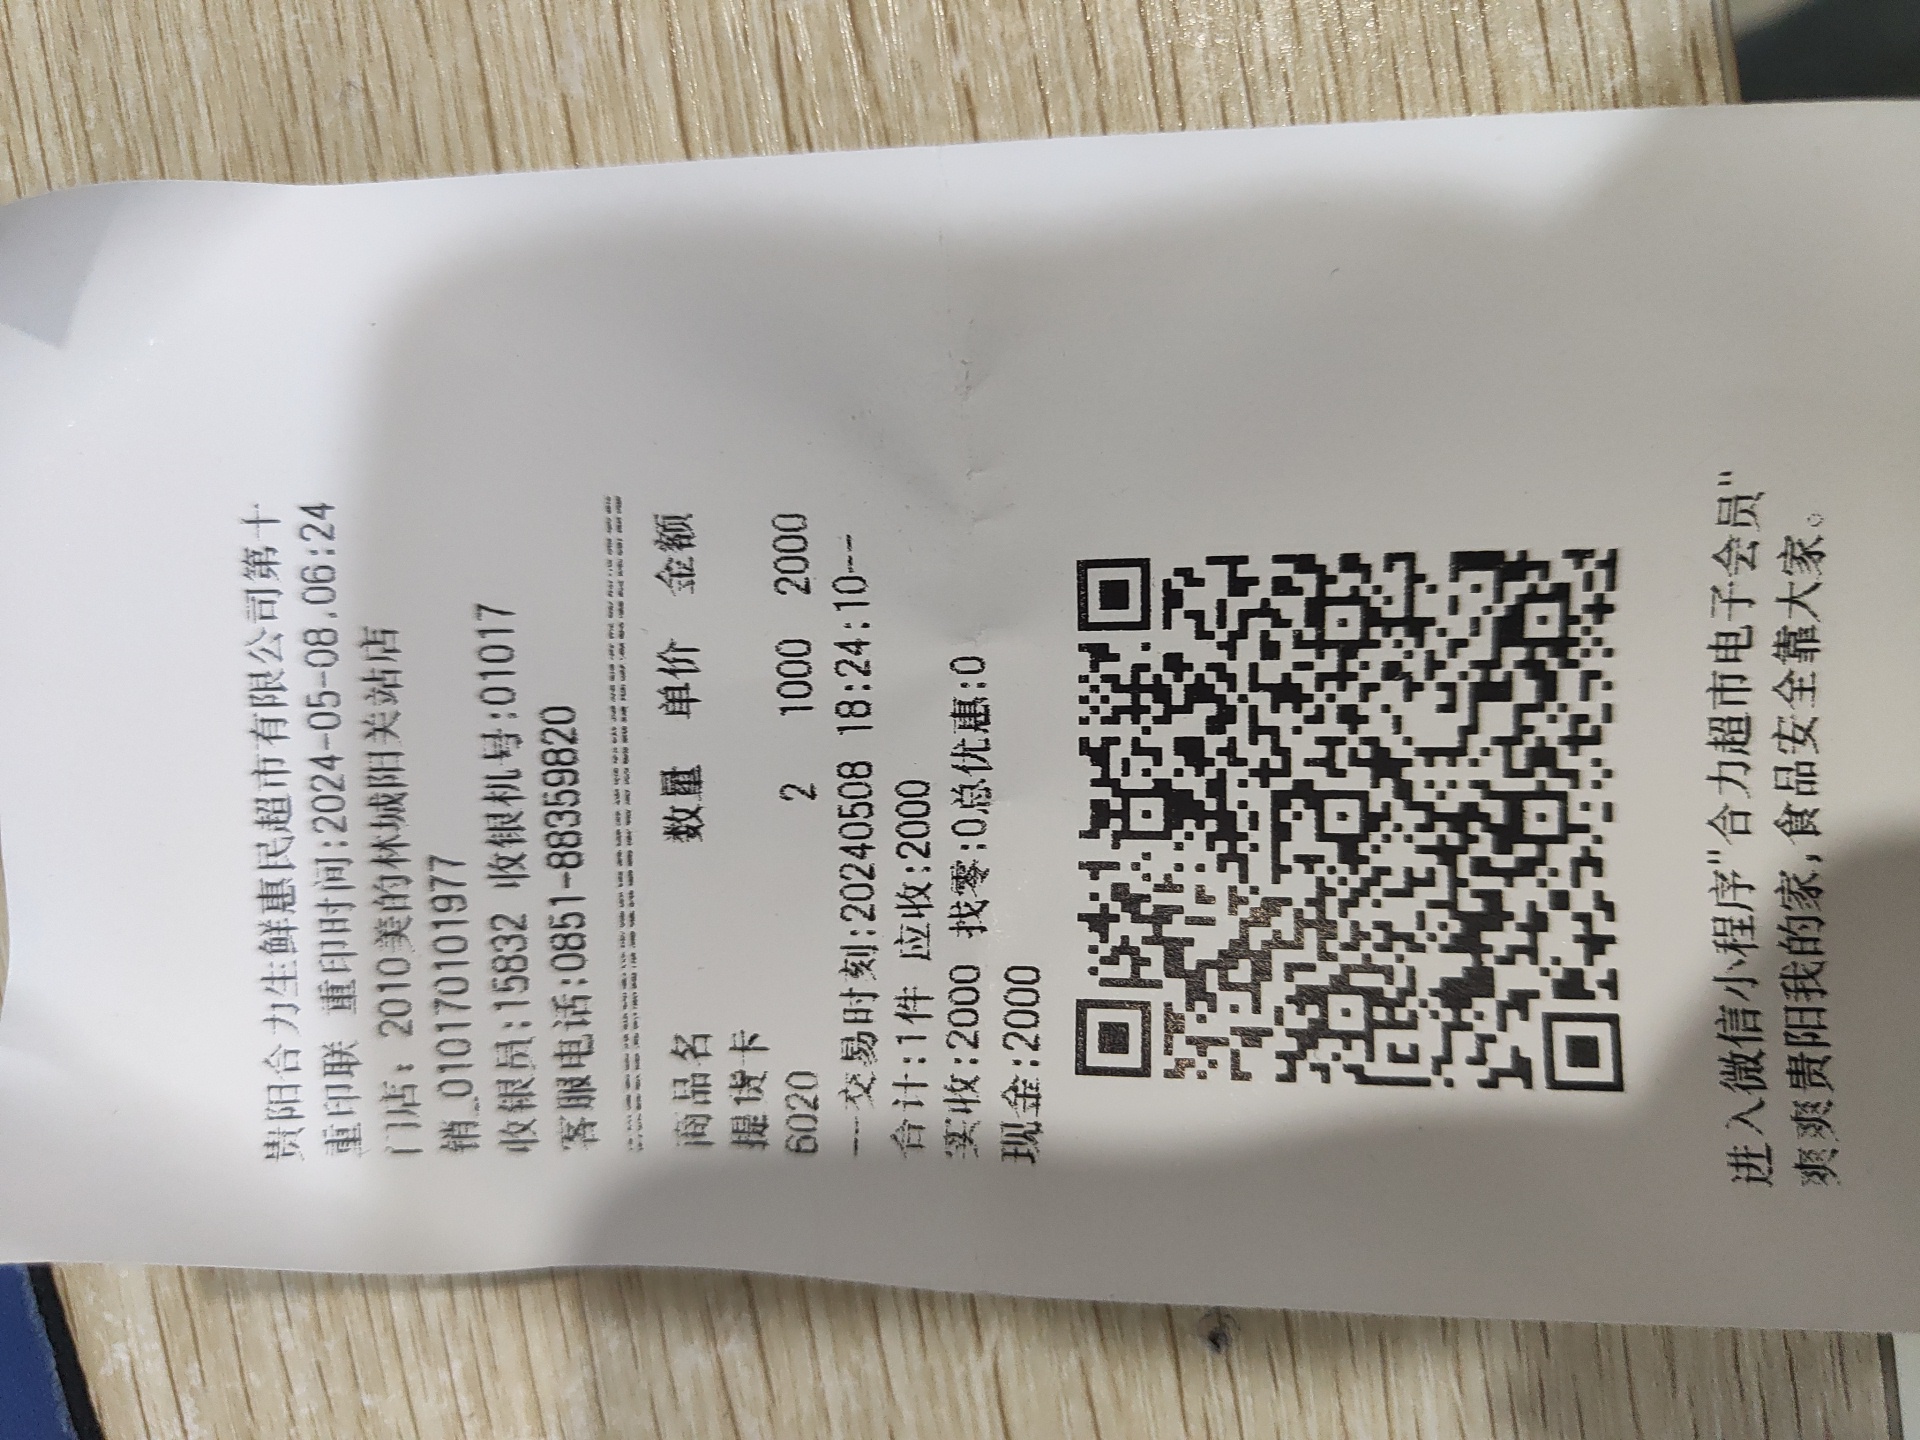 贵阳合力生鲜惠民超市有限公司第十
重印联 重印时间:2024-05-08,06:24
门店: 2010美的林城阳关站店
销_0101701019​77
收银员:15832 收银机号:01017
客服电话:0851-88359820
商品名 数量 单价 金额
提货卡
6020 2 1000 2000
---交易时刻:20240508 18:24:10---
合计:1件 应收:2000
实收:2000 找零:0总优惠:0
现金:2000
进入微信小程序"合力超市电子会员"
爽爽贵阳我的家,食品安全靠大家。